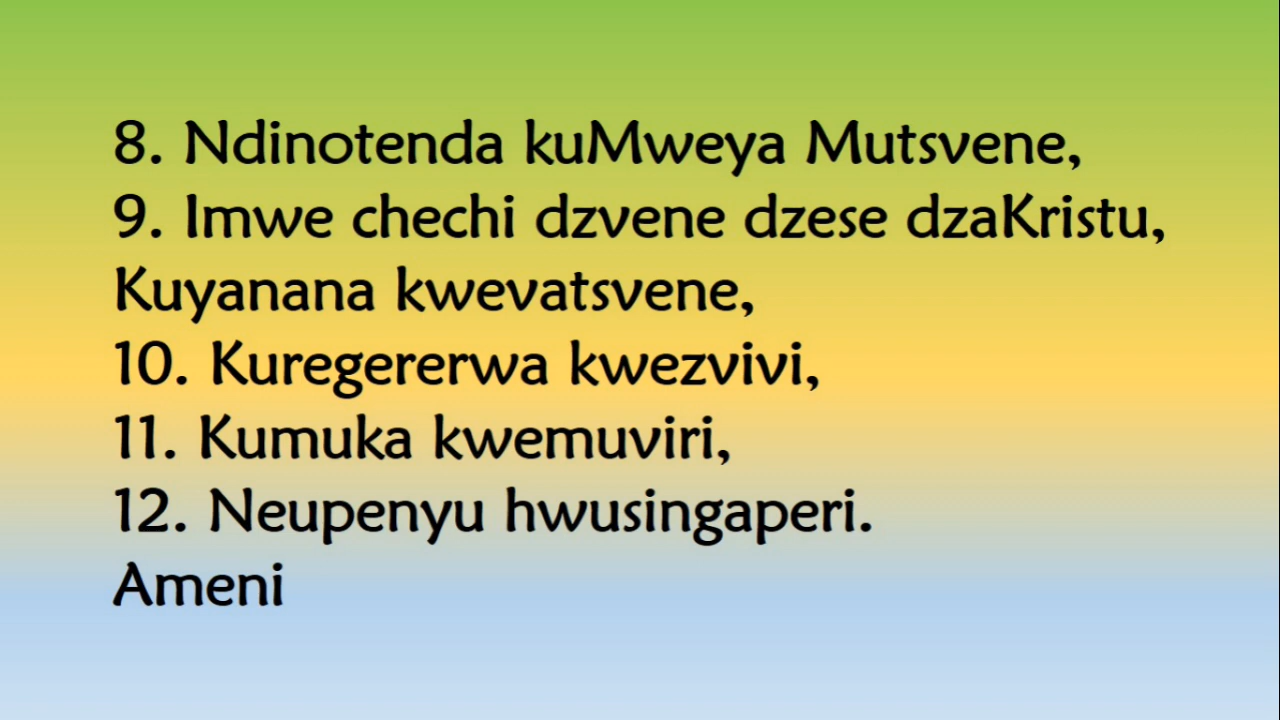 8. Ndinotenda kuMweya Mutsvene,
9. Imwe chechi dzvene dzese dzaKristu,
Kuyanana kwevatsvene,
10. Kuregererwa kwezvivi,
11. Kumuka kwemuviri,
12. Neupenyu hwusingaperi.
Ameni